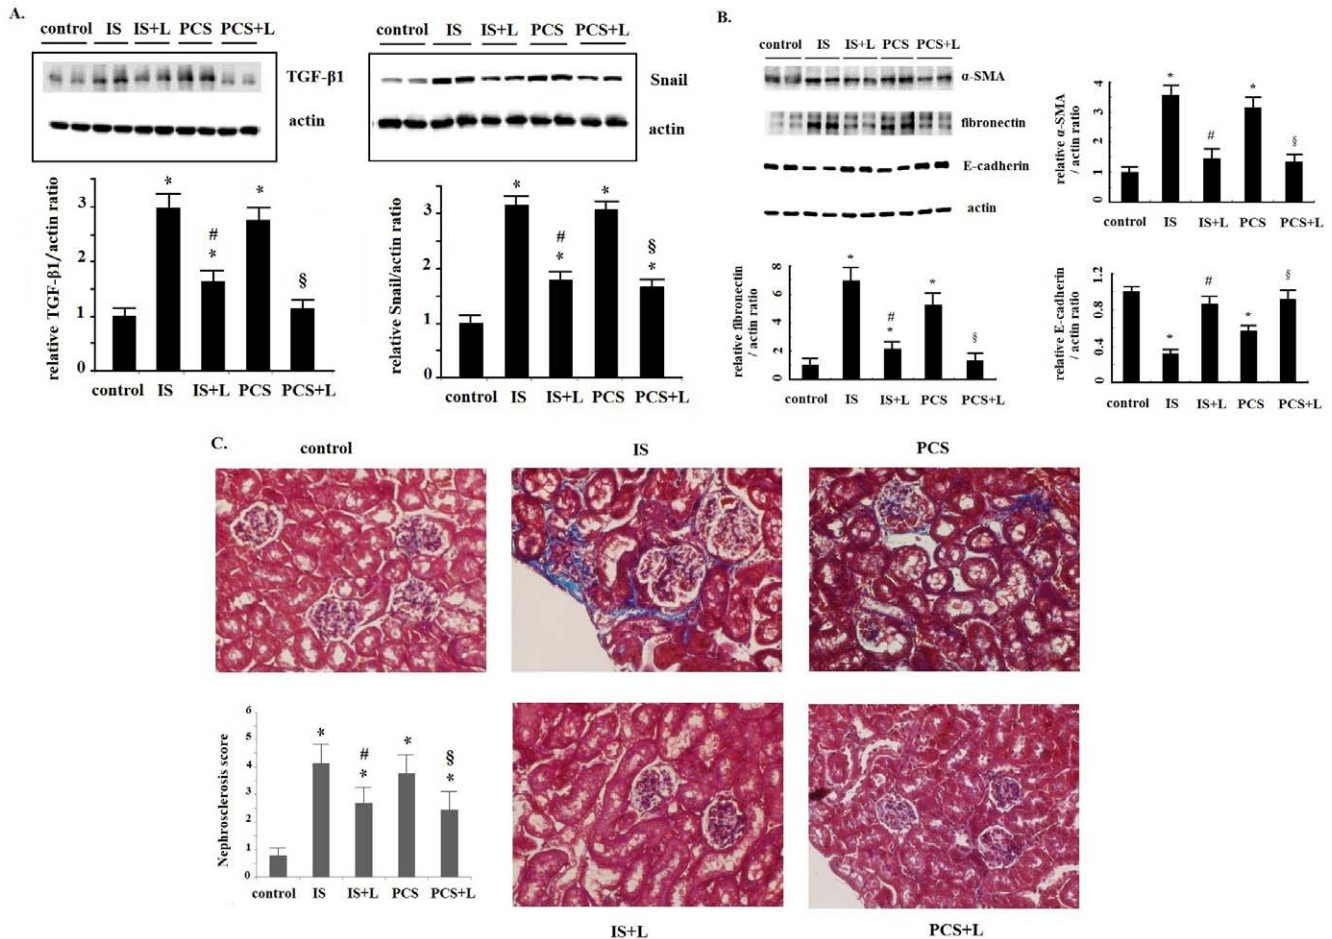 A.
control IS IS+L PCS PCS+L
TGF-β1
actin
control IS IS+L PCS PCS+L
Snail
actin
relative TGF-β1/actin ratio
3
2
1
0
*
#
*
*
§
control IS IS+L PCS PCS+L
relative Snail/actin ratio
3
2
1
0
*
#
*
*
§
*
control IS IS+L PCS PCS+L
B.
control IS IS+L PCS PCS+L
α-SMA
fibronectin
E-cadherin
actin
relative α-SMA
/ actin ratio
4
3
2
1
0
*
#
*
§
control IS IS+L PCS PCS+L
relative fibronectin
/ actin ratio
8
6
4
2
0
*
#
*
*
§
control IS IS+L PCS PCS+L
relative E-cadherin
/ actin ratio
1.2
0.8
0.4
0
*
#
*
§
control IS IS+L PCS PCS+L
C.
control
IS
PCS
Nephrosclerosis score
6
5
4
3
2
1
0
*
#
*
*
§
*
control IS IS+L PCS PCS+L
IS+L
PCS+L